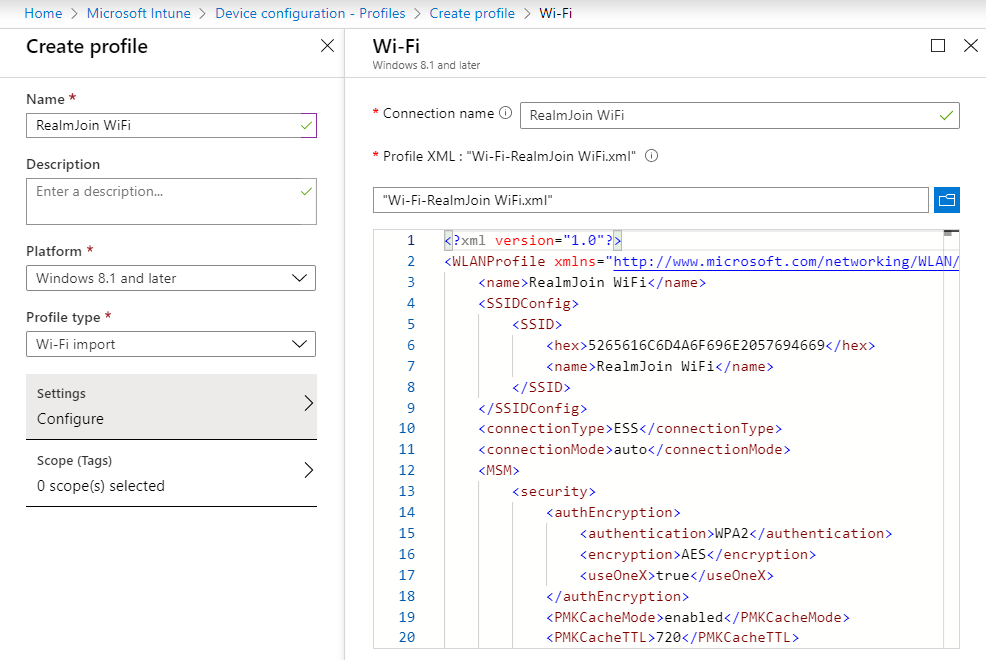 Home > Microsoft Intune > Device configuration - Profiles > Create profile > Wi-Fi
Create profile
Name *
RealmJoin WiFi
Description
Enter a description...
Platform *
Windows 8.1 and later
Profile type *
Wi-Fi import
Settings
Configure
Scope (Tags)
0 scope(s) selected
Wi-Fi
Windows 8.1 and later
* Connection name
RealmJoin WiFi
* Profile XML : "Wi-Fi-RealmJoin WiFi.xml"
"Wi-Fi-RealmJoin WiFi.xml"
1 <?xml version="1.0"?>
2 <WLANProfile xmlns="http://www.microsoft.com/networking/WLAN/
3 <name>RealmJoin WiFi</name>
4 <SSIDConfig>
5 <SSID>
6 <hex>5265616C6D4A6F696E2057694669</hex>
7 <name>RealmJoin WiFi</name>
8 </SSID>
9 </SSIDConfig>
10 <connectionType>ESS</connectionType>
11 <connectionMode>auto</connectionMode>
12 <MSM>
13 <security>
14 <authEncryption>
15 <authentication>WPA2</authentication>
16 <encryption>AES</encryption>
17 <useOneX>true</useOneX>
18 </authEncryption>
19 <PMKCacheMode>enabled</PMKCacheMode>
20 <PMKCacheTTL>720</PMKCacheTTL>